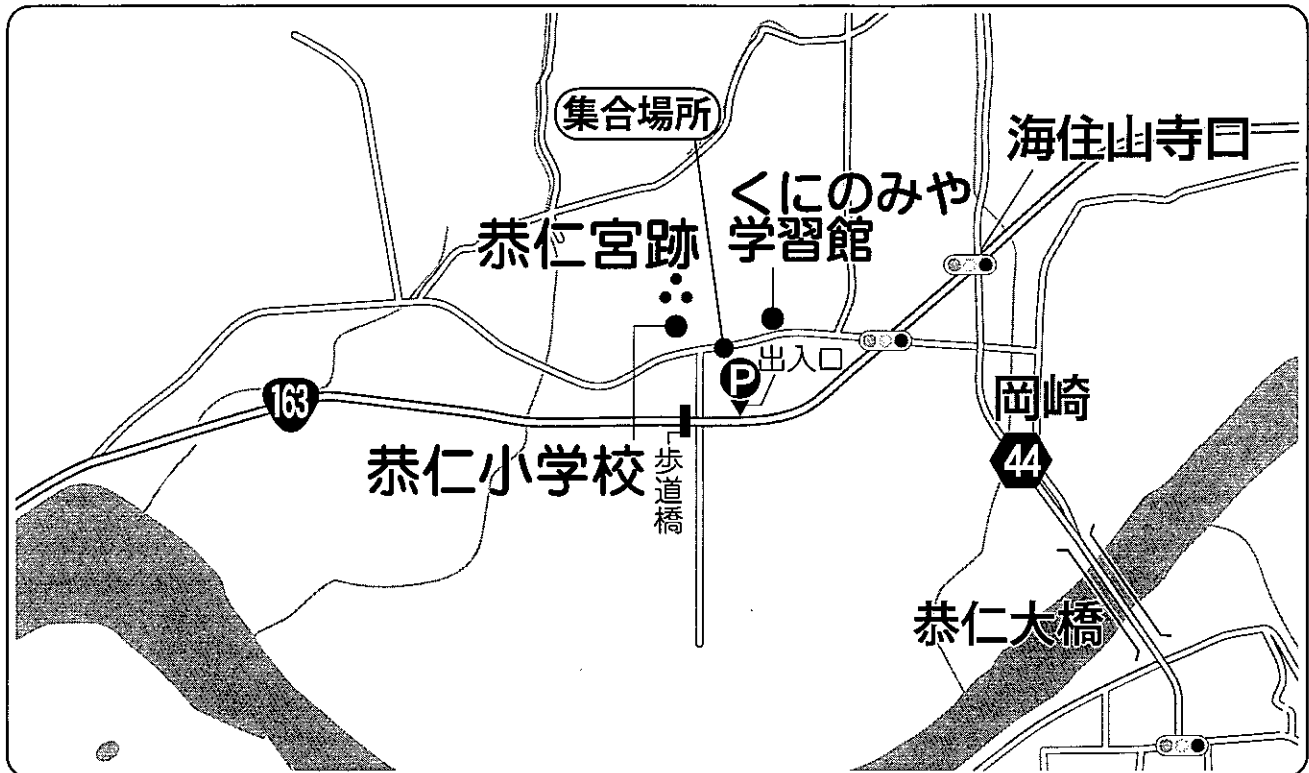 集合場所
海住山寺口
くにのみや
学習館
恭仁宮跡
出入口
P
163
岡崎
44
恭仁小学校
歩道橋
恭仁大橋